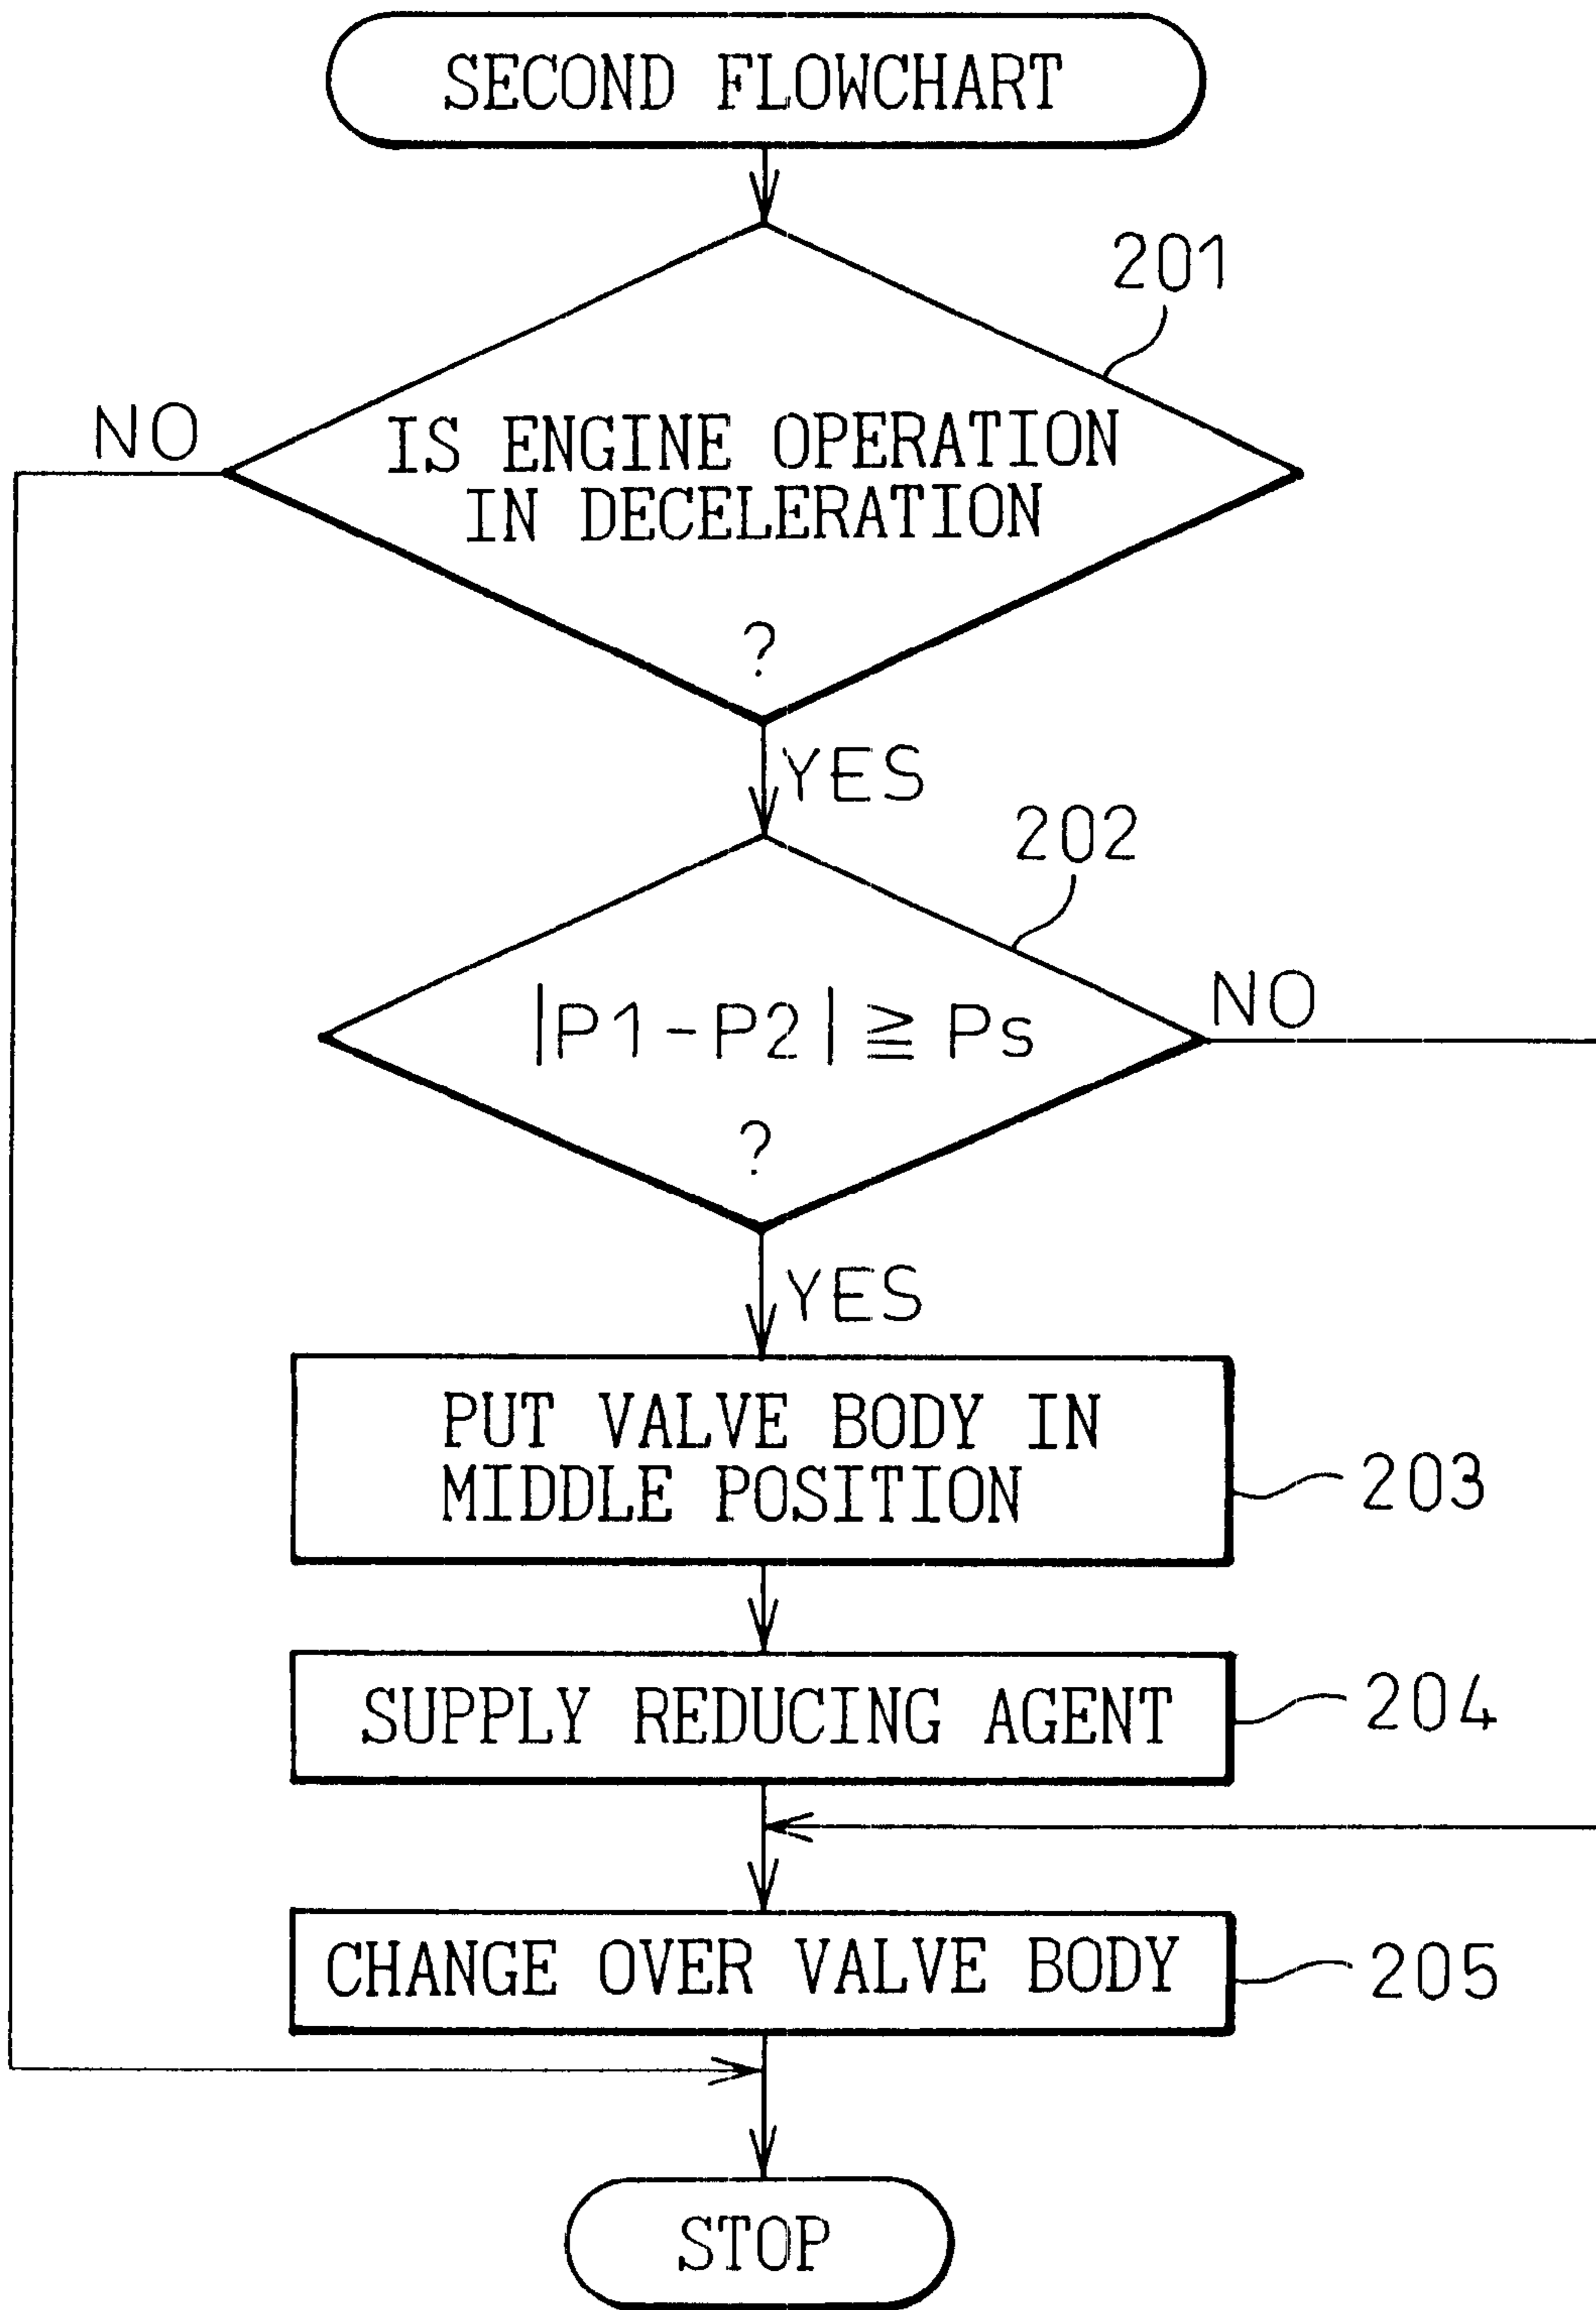 SECOND FLOWCHART
201
NO
IS ENGINE OPERATION
IN DECELERATION
?
YES
202
|P1-P2| ≧ Ps
NO
?
YES
PUT VALVE BODY IN
MIDDLE POSITION
203
SUPPLY REDUCING AGENT
204
CHANGE OVER VALVE BODY
205
STOP